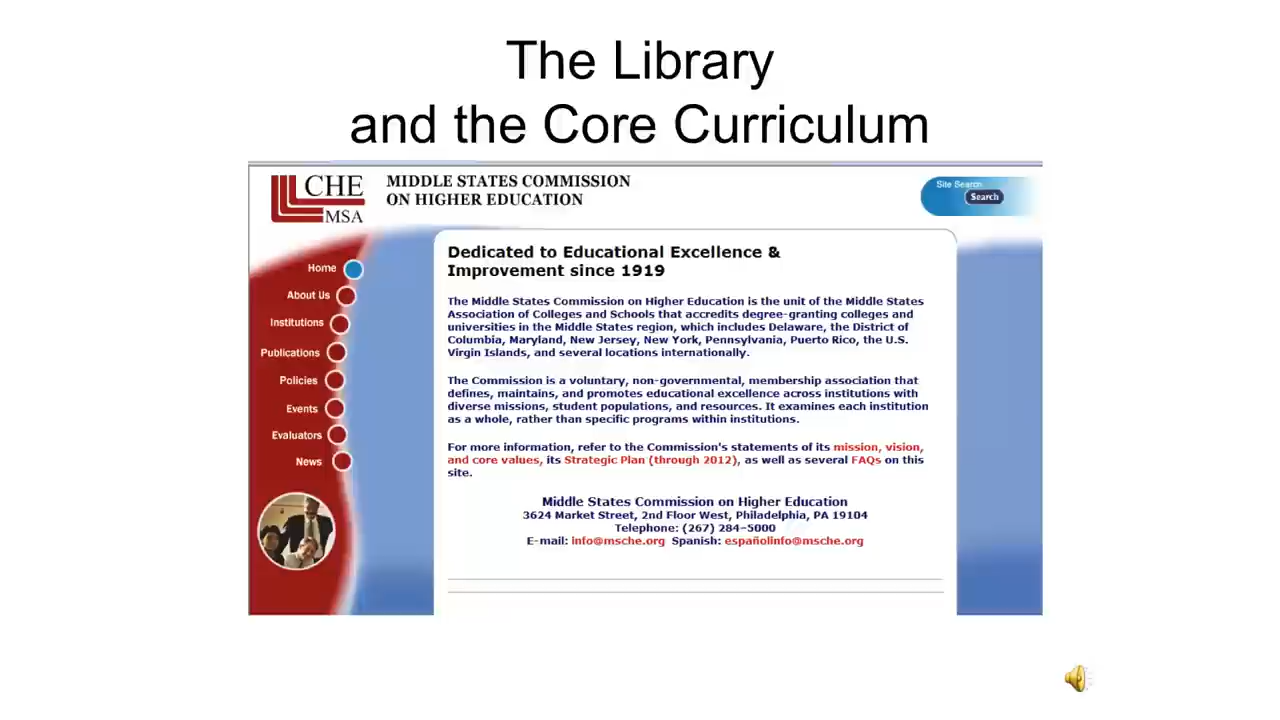 The Library
and the Core Curriculum
CHE
MSA
MIDDLE STATES COMMISSION
ON HIGHER EDUCATION
Site Search
Search
Home
About Us
Institutions
Publications
Policies
Events
Evaluators
News
Dedicated to Educational Excellence &
Improvement since 1919
The Middle States Commission on Higher Education is the unit of the Middle States
Association of Colleges and Schools that accredits degree-granting colleges and
universities in the Middle States region, which includes Delaware, the District of
Columbia, Maryland, New Jersey, New York, Pennsylvania, Puerto Rico, the U.S.
Virgin Islands, and several locations internationally.
The Commission is a voluntary, non-governmental, membership association that
defines, maintains, and promotes educational excellence across institutions with
diverse missions, student populations, and resources. It examines each institution
as a whole, rather than specific programs within institutions.
For more information, refer to the Commission's statements of its mission, vision,
and core values, its Strategic Plan (through 2012), as well as several FAQs on this
site.
Middle States Commission on Higher Education
3624 Market Street, 2nd Floor West, Philadelphia, PA 19104
Telephone: (267) 284-5000
E-mail: info@msche.org Spanish: españolinfo@msche.org